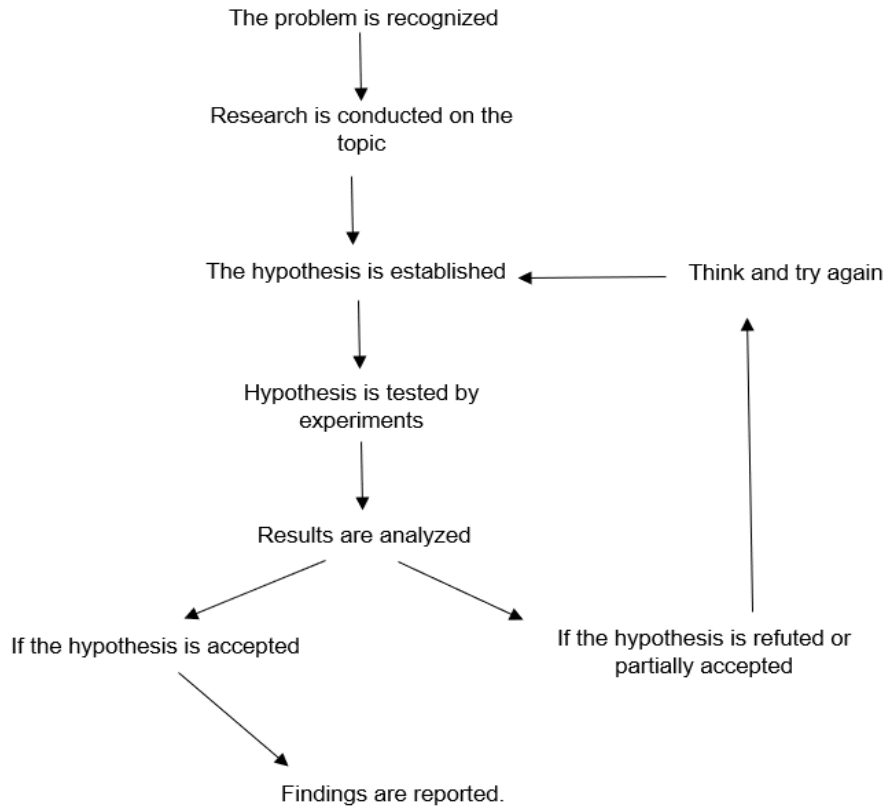 The problem is recognized
Research is conducted on the
topic
The hypothesis is established
Think and try again
Hypothesis is tested by
experiments
Results are analyzed
If the hypothesis is accepted
If the hypothesis is refuted or
partially accepted
Findings are reported.